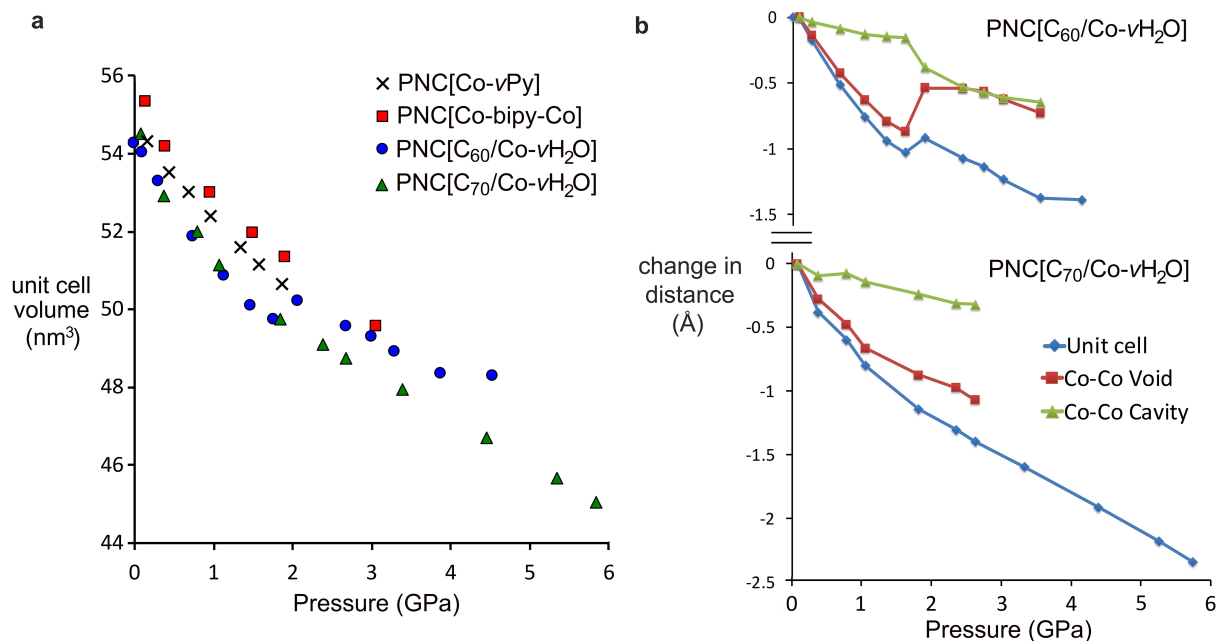 a
56
54
52
50
48
46
44
unit cell
volume
(nm³)
PNC[Co-vPy]
PNC[Co-bipy-Co]
PNC[C₆₀/Co-vH₂O]
PNC[C₇₀/Co-vH₂O]
0 1 2 3 4 5 6
Pressure (GPa)
b
PNC[C₆₀/Co-vH₂O]
0
-0.5
-1
-1.5
change in
distance
(Å)
PNC[C₇₀/Co-vH₂O]
0
-0.5
-1
-1.5
-2
-2.5
Unit cell
Co-Co Void
Co-Co Cavity
0 1 2 3 4 5 6
Pressure (GPa)